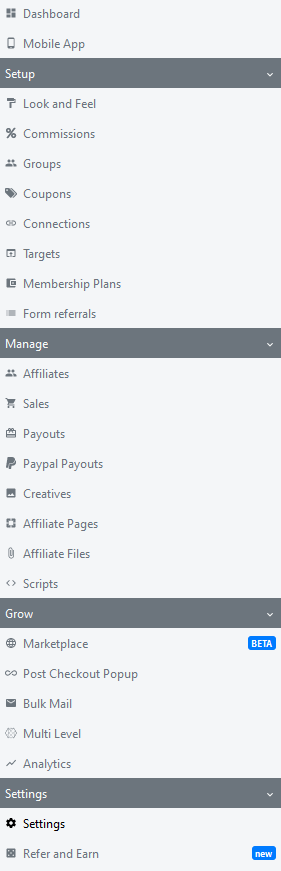 Dashboard
Mobile App
Setup
Look and Feel
Commissions
Groups
Coupons
Connections
Targets
Membership Plans
Form referrals
Manage
Affiliates
Sales
Payouts
Paypal Payouts
Creatives
Affiliate Pages
Affiliate Files
Scripts
Grow
Marketplace BETA
Post Checkout Popup
Bulk Mail
Multi Level
Analytics
Settings
Settings
Refer and Earn new